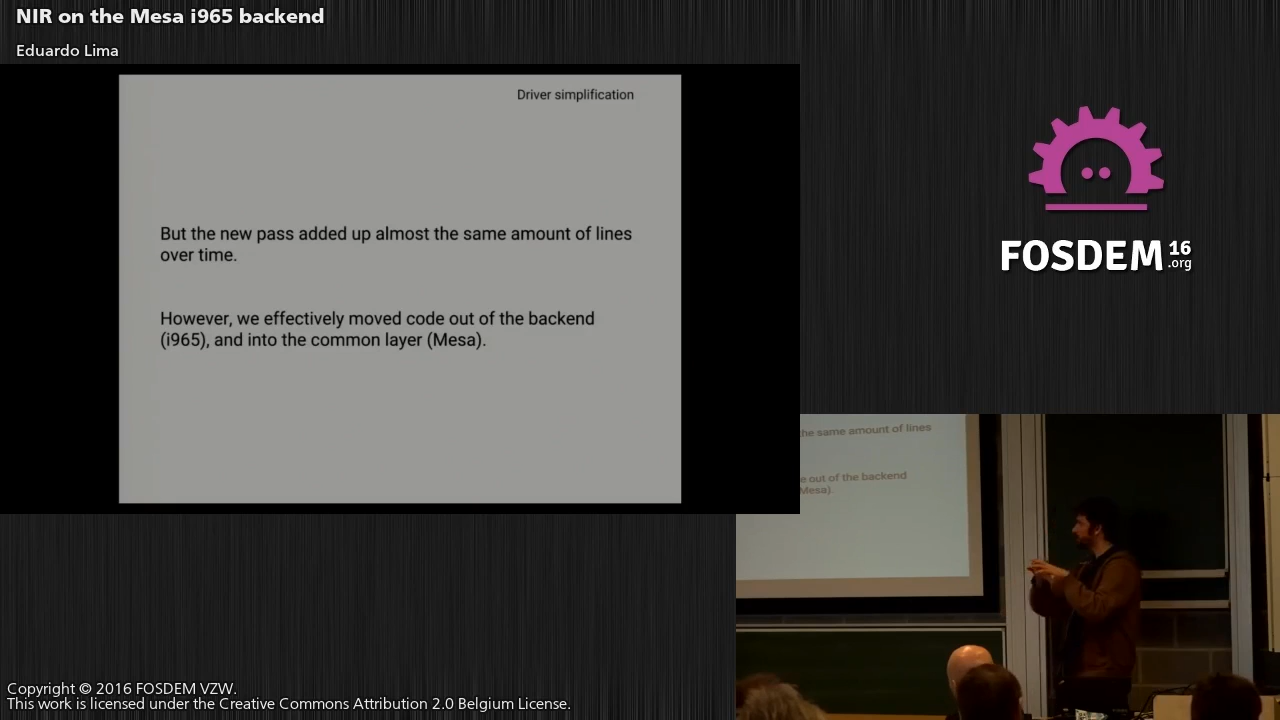 NIR on the Mesa i965 backend
Eduardo Lima
Driver simplification
But the new pass added up almost the same amount of lines
over time.
However, we effectively moved code out of the backend
(i965), and into the common layer (Mesa).
FOSDEM 16
.org
the same amount of lines
e out of the backend
Mesa).
Copyright © 2016 FOSDEM VZW.
This work is licensed under the Creative Commons Attribution 2.0 Belgium License.